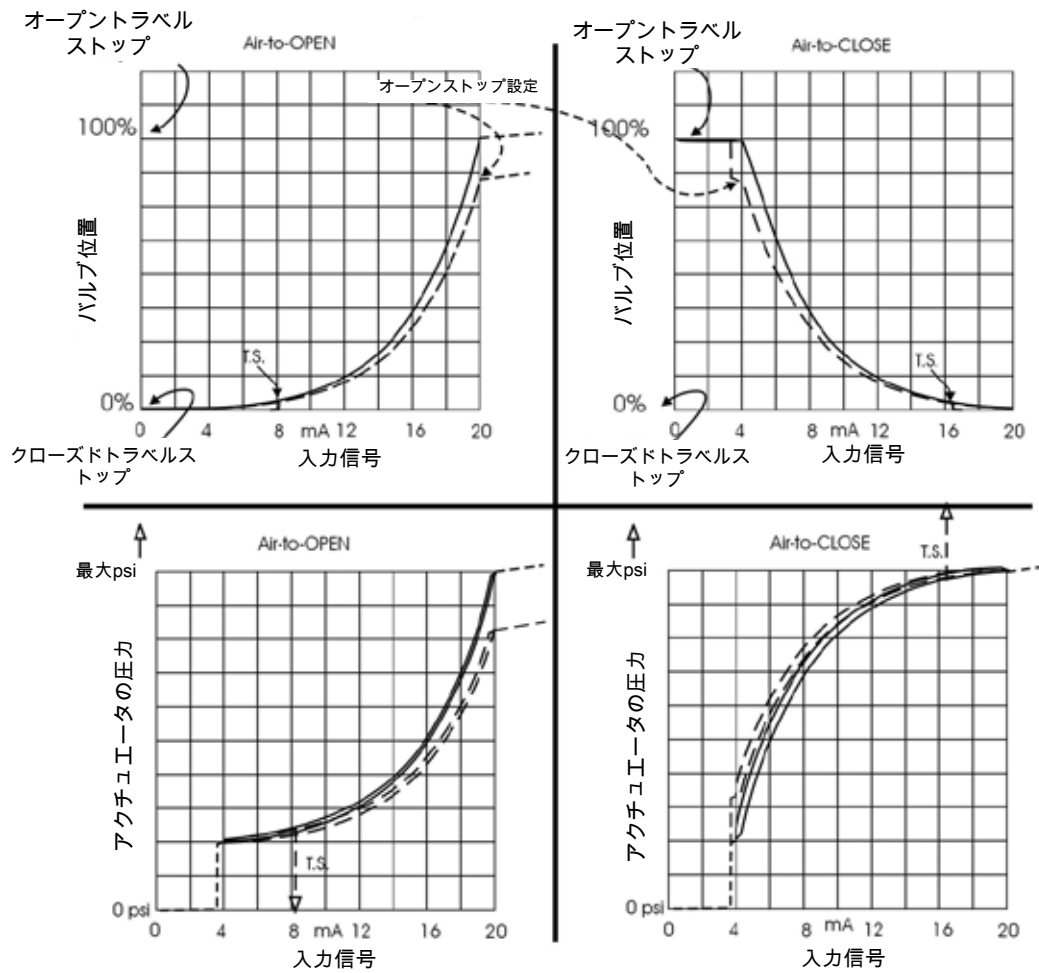 オープントラベル
ストップ
Air-to-OPEN
オープンストップ設定
100%
バルブ位置
T.S.
0%
0 4 8 mA 12 16 20
クローズドトラベルス
トップ
入力信号
オープントラベル
ストップ
Air-to-CLOSE
100%
バルブ位置
T.S.
0%
0 4 8 mA 12 16 20
クローズドトラベルス
トップ
入力信号
Air-to-OPEN
最大psi
アクチュエータの圧力
T.S.
0 psi
0 4 8 mA 12 16 20
入力信号
Air-to-CLOSE
T.S.
最大psi
アクチュエータの圧力
0 psi
0 4 8 mA 12 16 20
入力信号